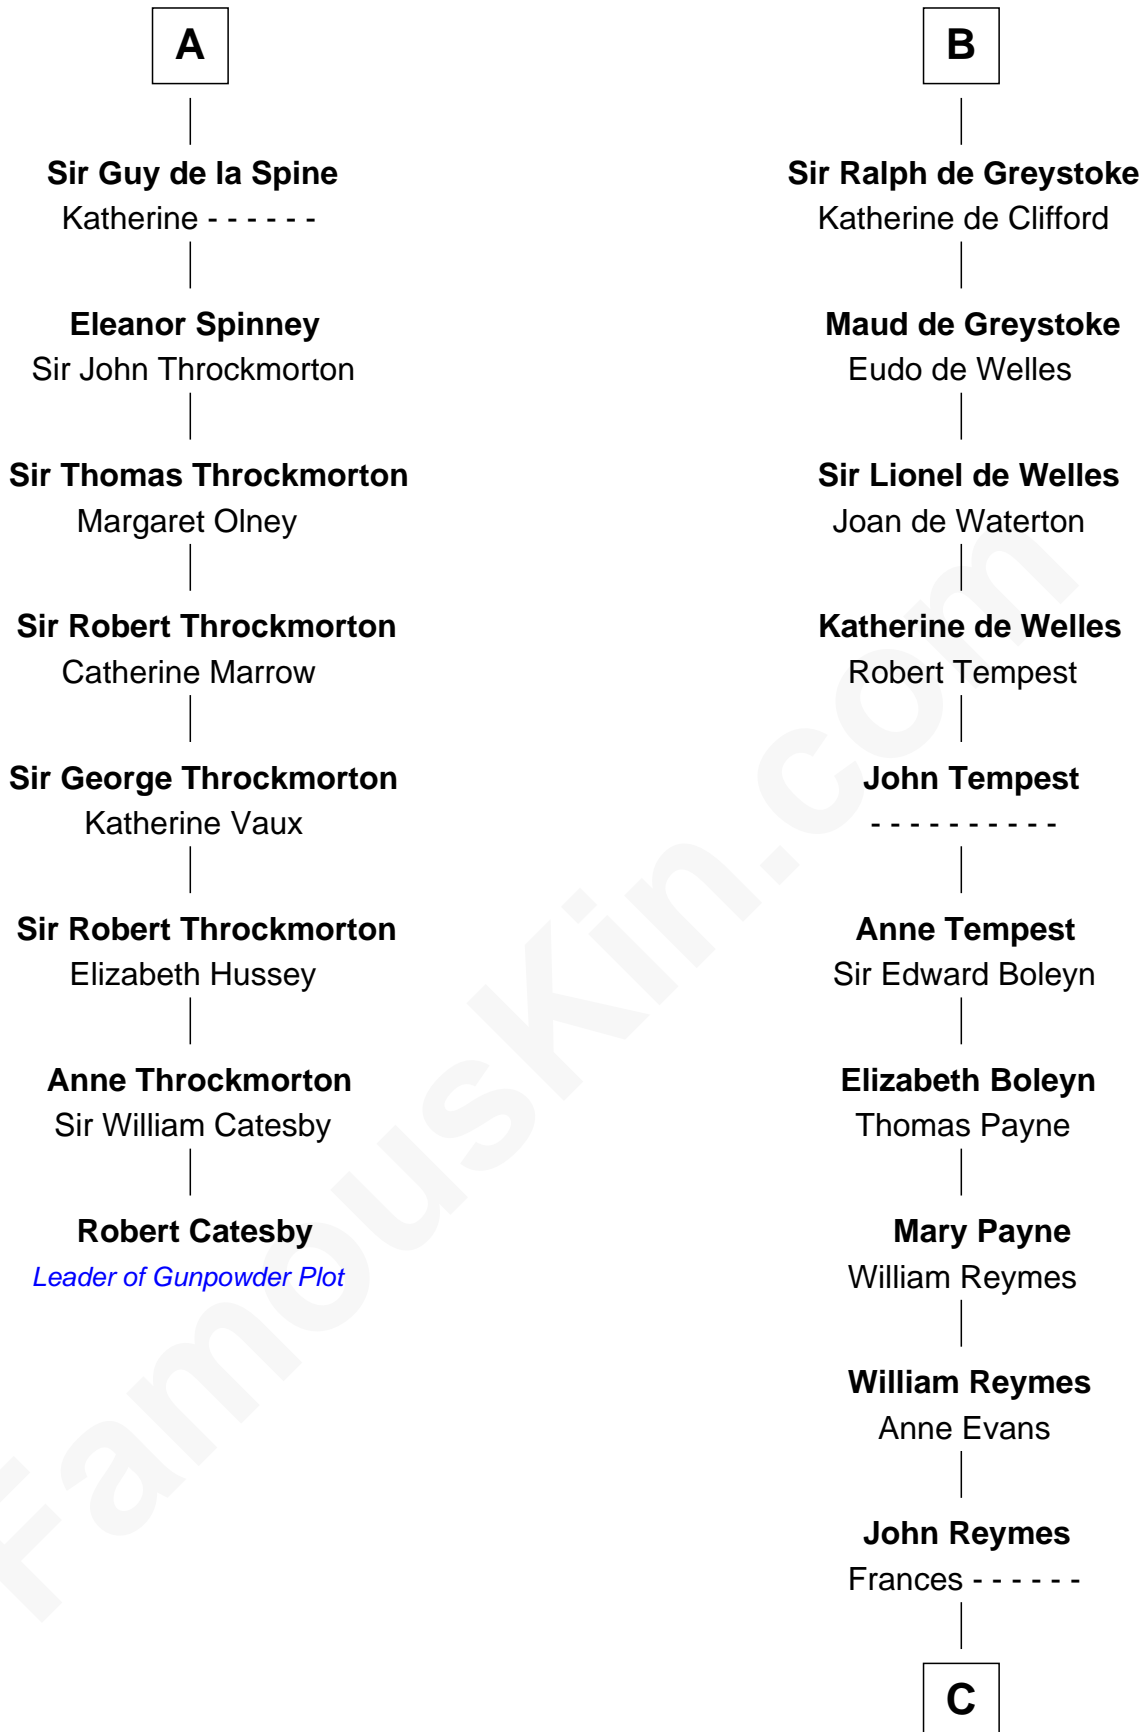 A
Sir Guy de la Spine
Katherine - - - - - -
Eleanor Spinney
Sir John Throckmorton
Sir Thomas Throckmorton
Margaret Olney
Sir Robert Throckmorton
Catherine Marrow
Sir George Throckmorton
Katherine Vaux
Sir Robert Throckmorton
Elizabeth Hussey
Anne Throckmorton
Sir William Catesby
Robert Catesby
Leader of Gunpowder Plot
B
Sir Ralph de Greystoke
Katherine de Clifford
Maud de Greystoke
Eudo de Welles
Sir Lionel de Welles
Joan de Waterton
Katherine de Welles
Robert Tempest
John Tempest
- - - - - - - - - -
Anne Tempest
Sir Edward Boleyn
Elizabeth Boleyn
Thomas Payne
Mary Payne
William Reymes
William Reymes
Anne Evans
John Reymes
Frances - - - - - -
C
FamousKin.com